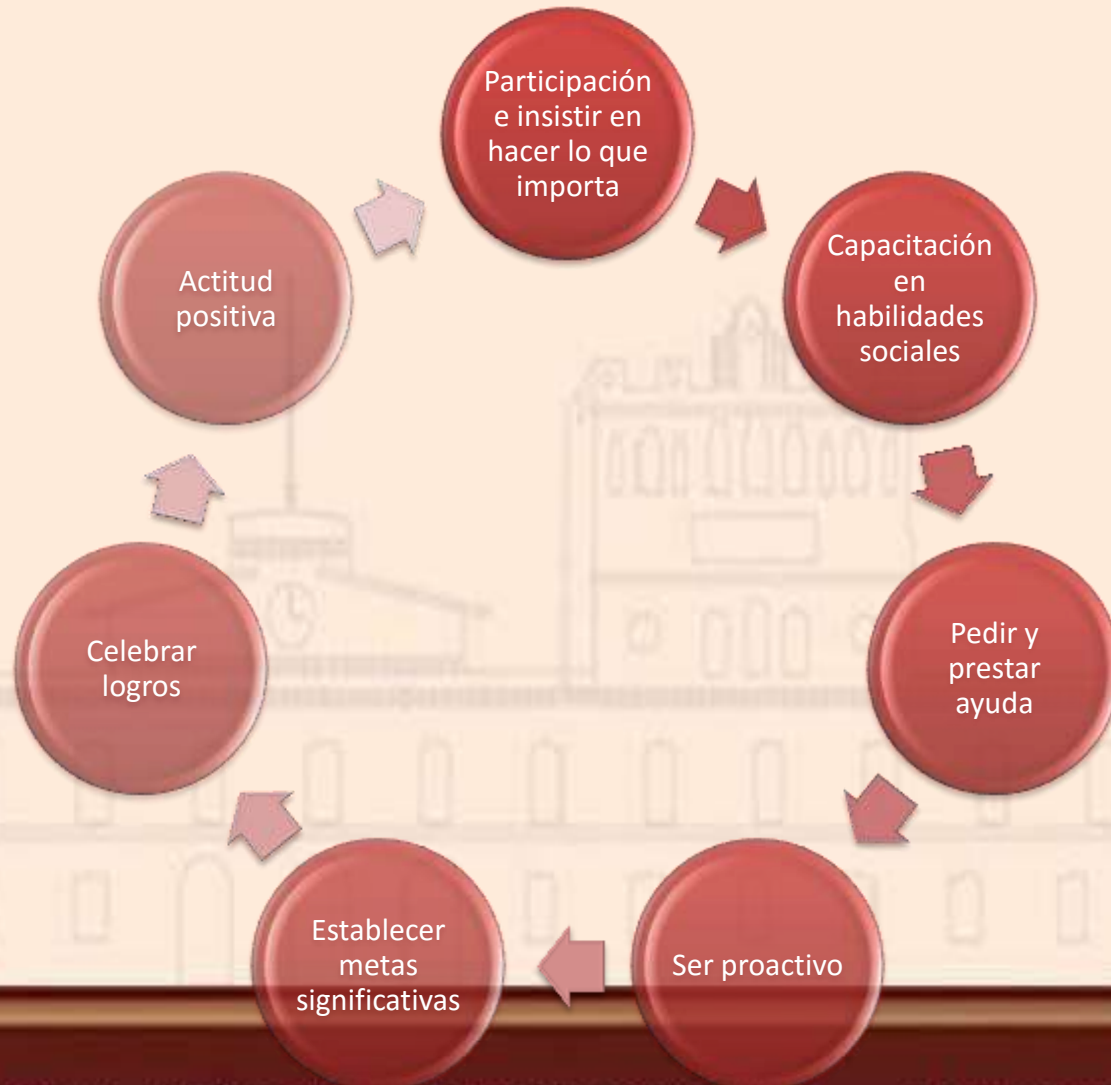 Participación
e insistir en
hacer lo que
importa
Capacitación
en
habilidades
sociales
Pedir y
prestar
ayuda
Ser proactivo
Establecer
metas
significativas
Celebrar
logros
Actitud
positiva